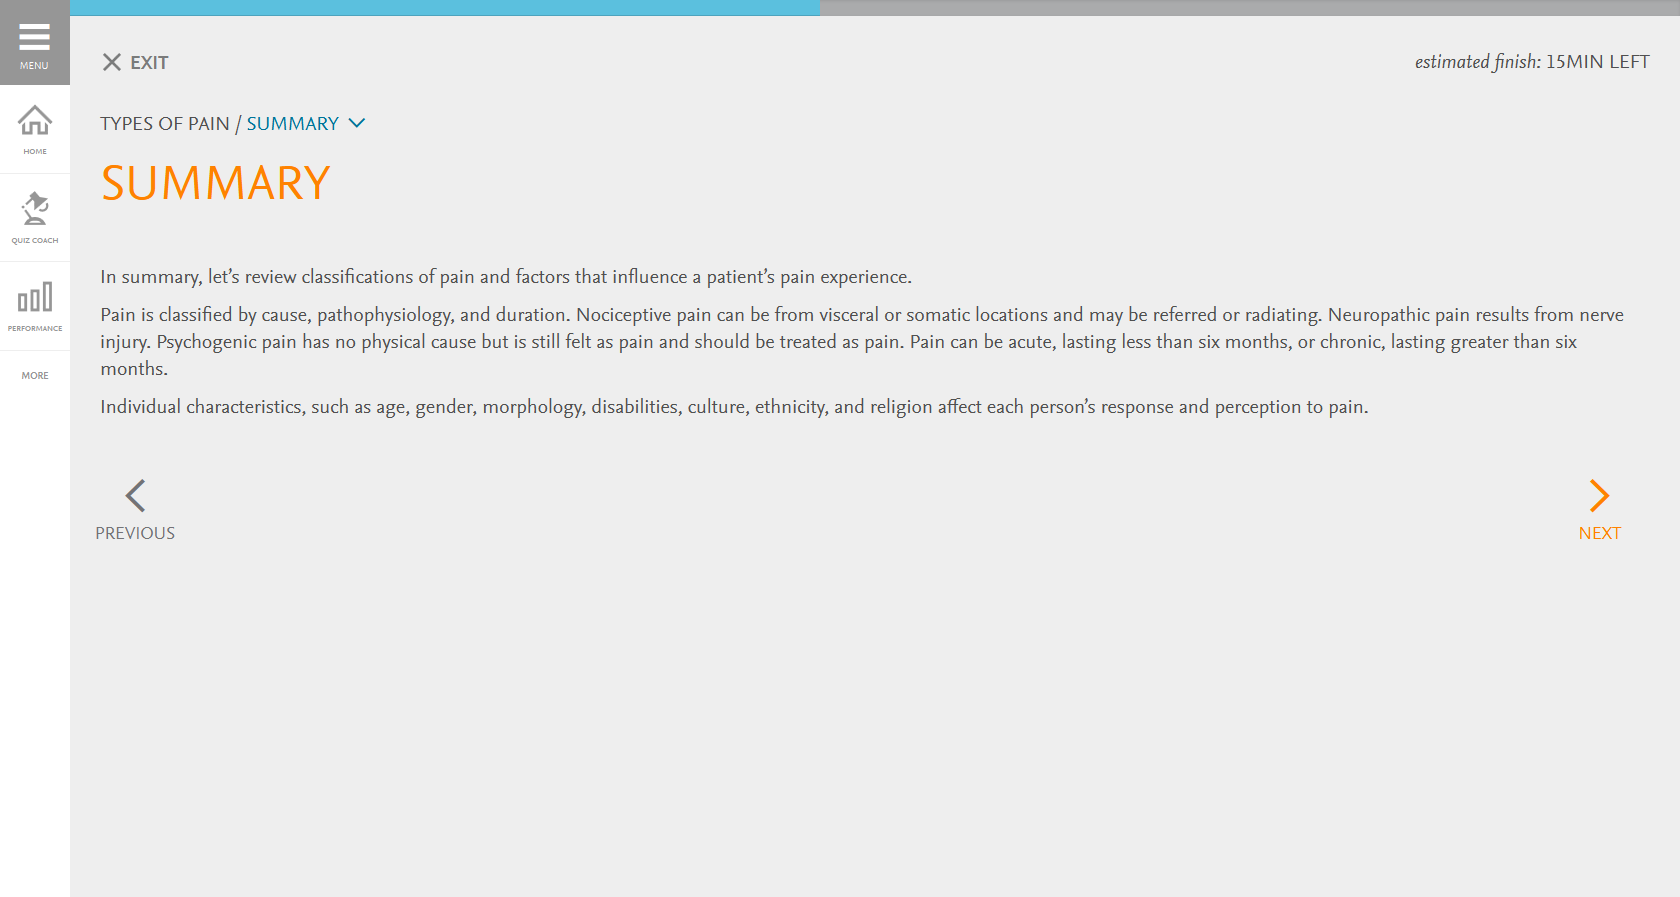 MENU
EXIT
estimated finish: 15MIN LEFT
HOME
QUIZ COACH
PERFORMANCE
MORE
TYPES OF PAIN / SUMMARY
SUMMARY
In summary, let’s review classifications of pain and factors that influence a patient’s pain experience.
Pain is classified by cause, pathophysiology, and duration. Nociceptive pain can be from visceral or somatic locations and may be referred or radiating. Neuropathic pain results from nerve
injury. Psychogenic pain has no physical cause but is still felt as pain and should be treated as pain. Pain can be acute, lasting less than six months, or chronic, lasting greater than six
months.
Individual characteristics, such as age, gender, morphology, disabilities, culture, ethnicity, and religion affect each person’s response and perception to pain.
PREVIOUS
NEXT